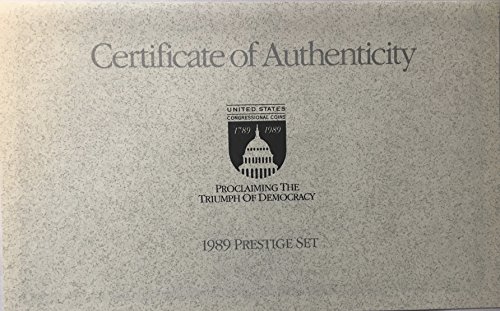 Certificate of Authenticity
UNITED STATES
CONGRESSIONAL COINS
1789 1989
PROCLAIMING THE
TRIUMPH OF DEMOCRACY
1989 PRESTIGE SET